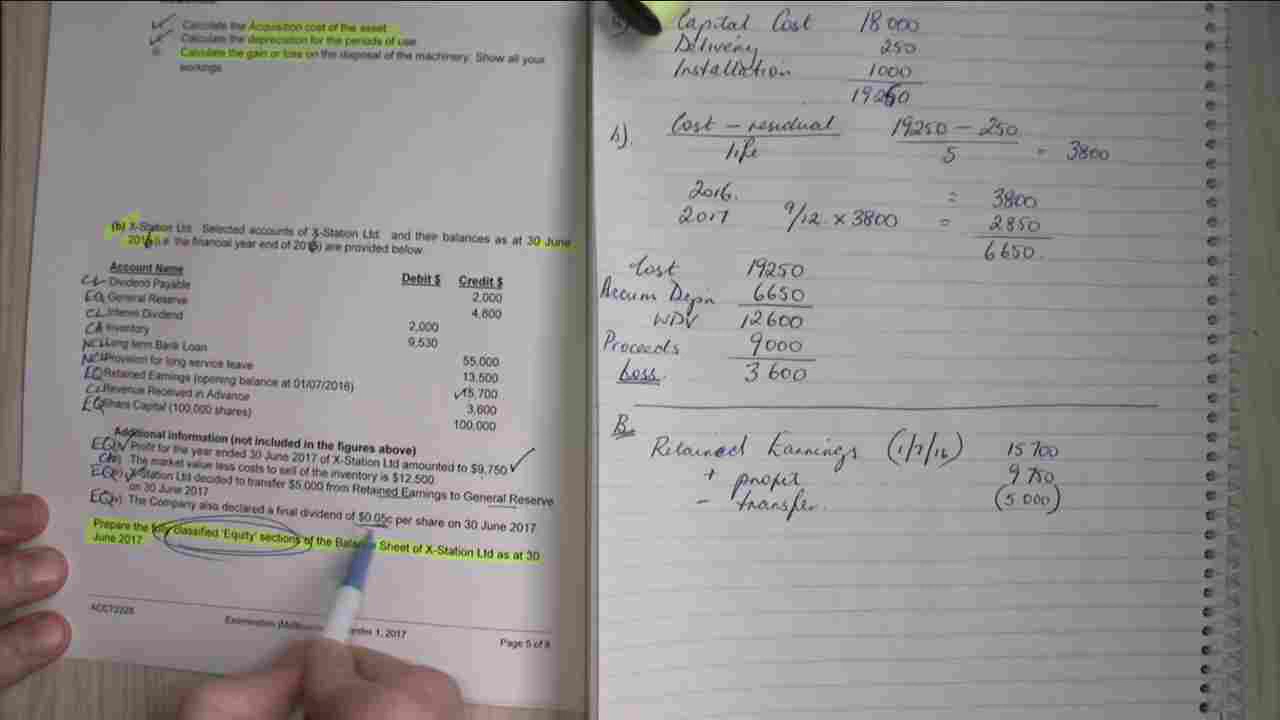 Calculate the Acquisition cost of the asset
Calculate the depreciation for the periods of use
Calculate the gain or loss on the disposal of the machinery. Show all your
workings.
(b) X-Station Ltd. Selected accounts of X-Station Ltd. and their balances as at 30 June
2016 (i.e. the financial year end of 2016) are provided below.
Account Name Debit $ Credit $
CL Dividend Payable 2,000
EQ General Reserve 4,600
CL Interim Dividend 2,000
CA Inventory 9,530
NCL Long term Bank Loan 55,000
NCL Provision for long service leave 13,500
EQ Retained Earnings (opening balance at 01/07/2016) 15,700
CL Revenue Received in Advance 3,600
EQ Share Capital (100,000 shares) 100,000
Additional information (not included in the figures above)
EQ Profit for the year ended 30 June 2017 of X-Station Ltd amounted to $9,750
The market value less costs to sell of the inventory is $12,500
EQ X-Station Ltd decided to transfer $5,000 from Retained Earnings to General Reserve
on 30 June 2017
EQ The Company also declared a final dividend of $0.05c per share on 30 June 2017
Prepare the fully classified 'Equity' sections of the Balance Sheet of X-Station Ltd as at 30
June 2017
Page 5 of 8
Capital Cost 18000
Delivery 250
Installation 1000
19250
b). Cost - residual 19250 - 250
life 5 = 3800
2016. = 3800
2017 9/12 x 3800 = 2850
6650
Cost 19250
Accum Depn 6650
WDV 12600
Proceeds 9000
Loss 3600
B.
Retained Earnings (1/7/16) 15700
+ profit 9750
- transfer. (5000)